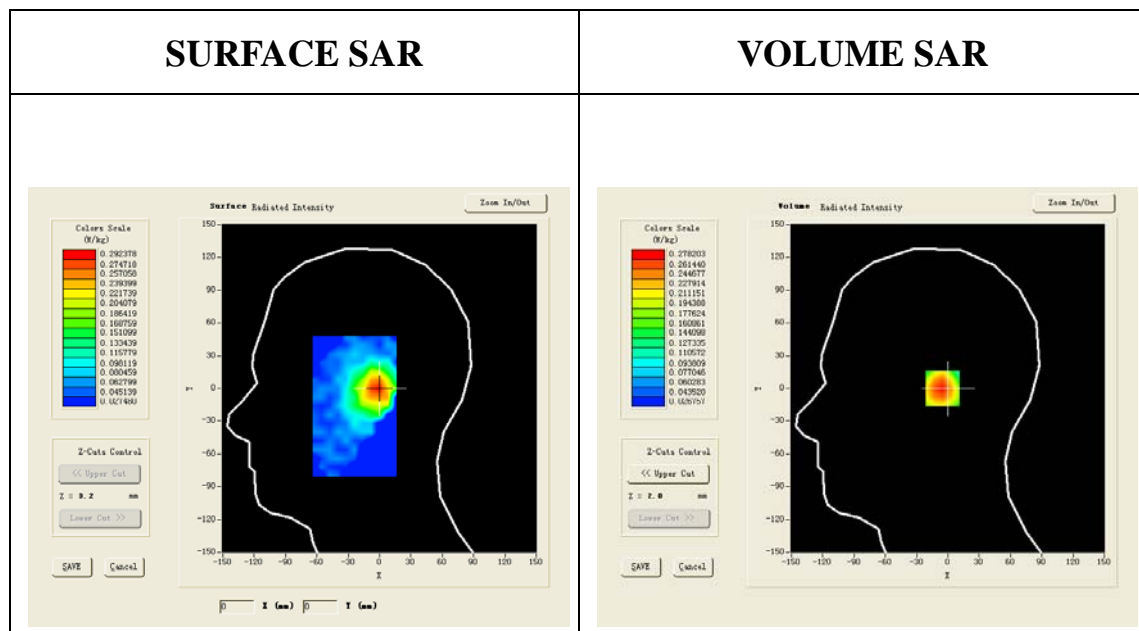 SURFACE SAR
VOLUME SAR
Surface Radiated Intensity
Zoom In/Out
Colors Scale
(W/kg)
0.292378
0.274718
0.257058
0.239399
0.221739
0.204079
0.186419
0.168759
0.151099
0.133439
0.115779
0.098119
0.080459
0.062799
0.045139
0.027480
150
120
90
60
30
0
-30
-60
-90
-120
-150
Y
-150 -120 -90 -60 -30 0 30 60 90 120 150
X
Z-Cuts Control
<< Upper Cut
mm
Lower Cut >>
SAVE
Cancel
0 X (mm) 0 Y (mm)
Volume Radiated Intensity
Zoom In/Out
Colors Scale
(W/kg)
0.278203
0.261440
0.244677
0.227914
0.211151
0.194388
0.177624
0.160861
0.144098
0.127335
0.110572
0.093809
0.077046
0.060283
0.043520
0.026757
150
120
90
60
30
0
-30
-60
-90
-120
-150
Y
-150 -120 -90 -60 -30 0 30 60 90 120 150
X
Z-Cuts Control
<< Upper Cut
Z = 2.0 mm
Lower Cut >>
SAVE
Cancel